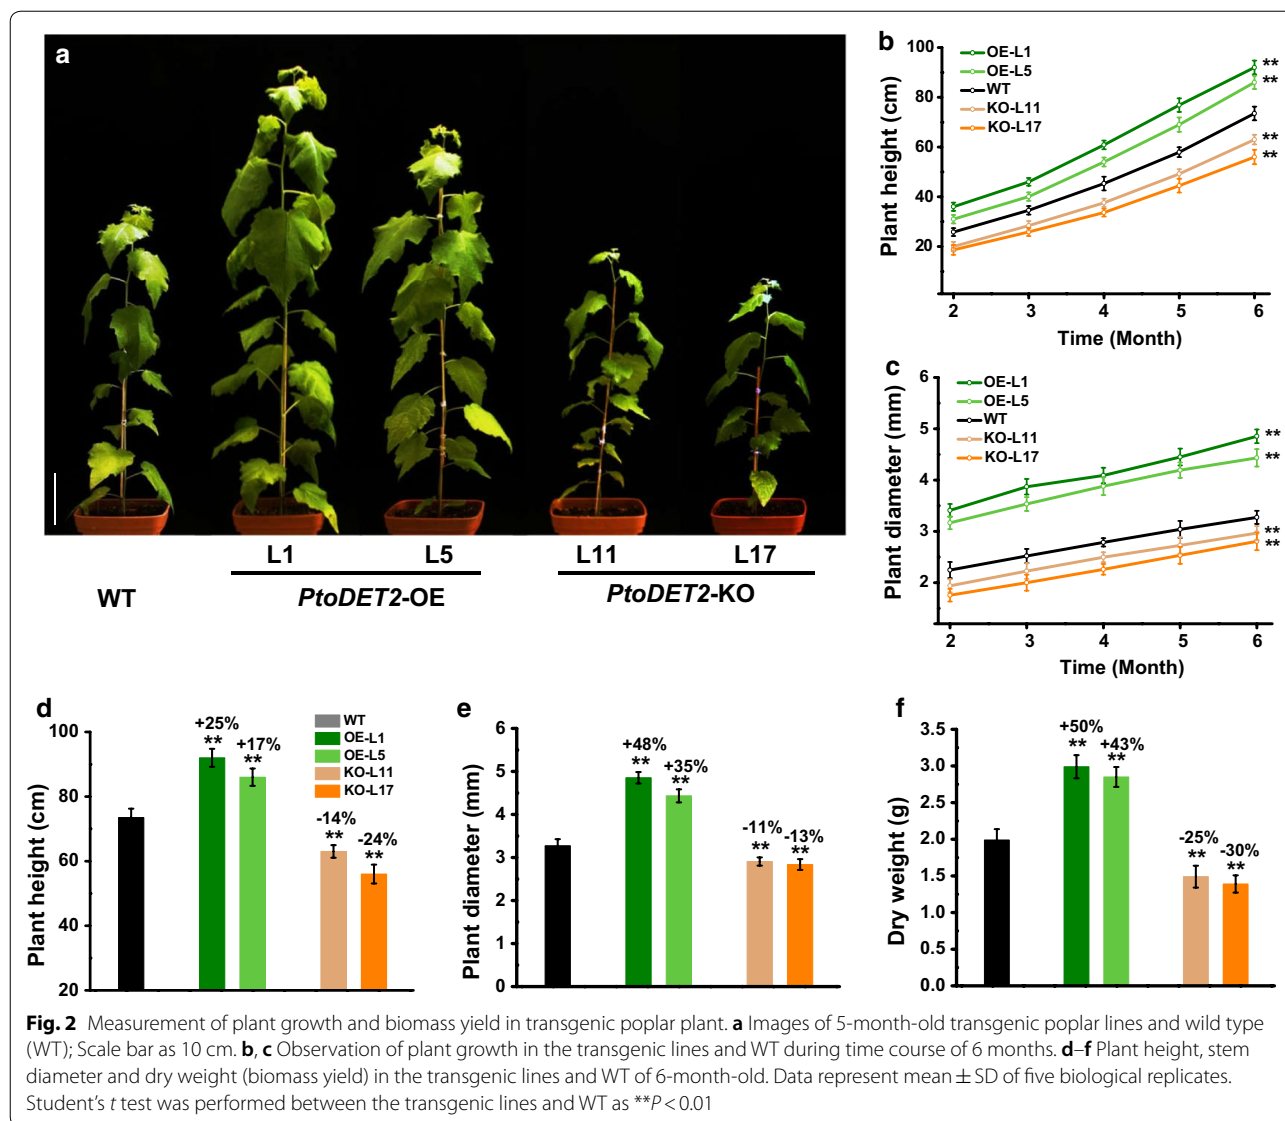 a
WT
L1
L5
L11
L17
PtoDET2-OE
PtoDET2-KO
b
OE-L1
OE-L5
WT
KO-L11
KO-L17
100
80
60
40
20
Plant height (cm)
**
**
**
**
2 3 4 5 6
Time (Month)
c
OE-L1
OE-L5
WT
KO-L11
KO-L17
6
5
4
3
2
Plant diameter (mm)
**
**
**
**
2 3 4 5 6
Time (Month)
d
100
80
60
40
20
Plant height (cm)
+25%
**
+17%
**
-14%
**
-24%
**
WT
OE-L1
OE-L5
KO-L11
KO-L17
e
6
5
4
3
2
1
0
Plant diameter (mm)
+48%
**
+35%
**
-11%
**
-13%
**
f
3.5
3.0
2.5
2.0
1.5
1.0
0.5
0.0
Dry weight (g)
+50%
**
+43%
**
-25%
**
-30%
**
Fig. 2 Measurement of plant growth and biomass yield in transgenic poplar plant. a Images of 5-month-old transgenic poplar lines and wild type
(WT); Scale bar as 10 cm. b, c Observation of plant growth in the transgenic lines and WT during time course of 6 months. d–f Plant height, stem
diameter and dry weight (biomass yield) in the transgenic lines and WT of 6-month-old. Data represent mean ± SD of five biological replicates.
Student's t test was performed between the transgenic lines and WT as **P < 0.01